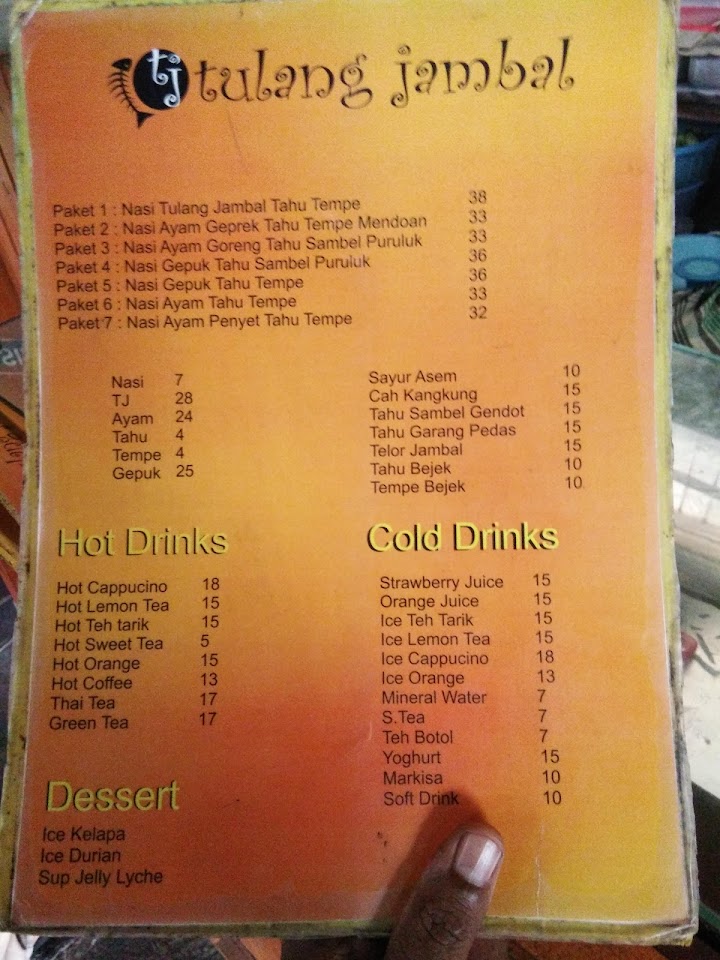 tj tulang jambal
Paket 1 : Nasi Tulang Jambal Tahu Tempe 38
Paket 2 : Nasi Ayam Geprek Tahu Tempe Mendoan 33
Paket 3 : Nasi Ayam Goreng Tahu Sambel Puruluk 33
Paket 4 : Nasi Gepuk Tahu Sambel Puruluk 36
Paket 5 : Nasi Gepuk Tahu Tempe 36
Paket 6 : Nasi Ayam Tahu Tempe 33
Paket 7 : Nasi Ayam Penyet Tahu Tempe 32
Nasi 7
TJ 28
Ayam 24
Tahu 4
Tempe 4
Gepuk 25
Sayur Asem 10
Cah Kangkung 15
Tahu Sambel Gendot 15
Tahu Garang Pedas 15
Telor Jambal 15
Tahu Bejek 10
Tempe Bejek 10
Hot Drinks
Hot Cappucino 18
Hot Lemon Tea 15
Hot Teh tarik 15
Hot Sweet Tea 5
Hot Orange 15
Hot Coffee 13
Thai Tea 17
Green Tea 17
Cold Drinks
Strawberry Juice 15
Orange Juice 15
Ice Teh Tarik 15
Ice Lemon Tea 15
Ice Cappucino 18
Ice Orange 13
Mineral Water 7
S.Tea 7
Teh Botol 7
Yoghurt 15
Markisa 10
Soft Drink 10
Dessert
Ice Kelapa
Ice Durian
Sup Jelly Lyche